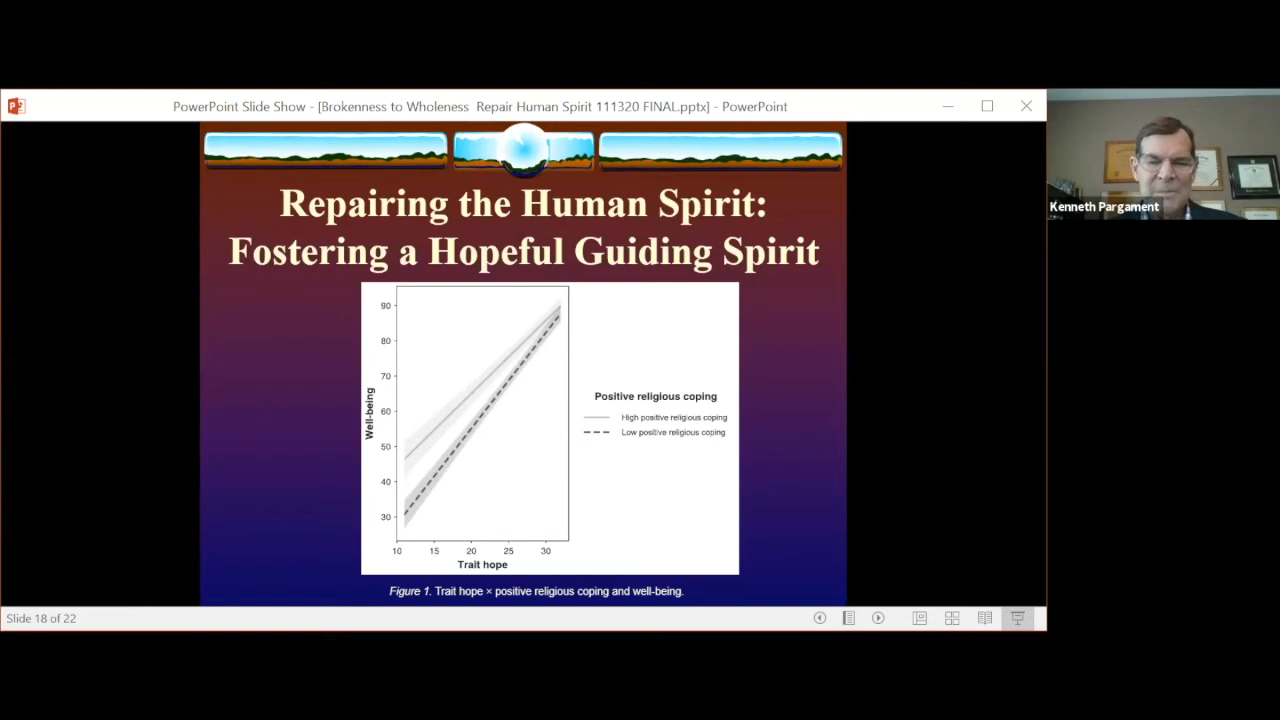 PowerPoint Slide Show - [Brokenness to Wholeness  Repair Human Spirit 111320 FINAL.pptx] - PowerPoint
Kenneth Pargament
Repairing the Human Spirit:
Fostering a Hopeful Guiding Spirit
90
80
70
60
50
40
30
Well-being
10 15 20 25 30
Trait hope
Positive religious coping
High positive religious coping
Low positive religious coping
Figure 1. Trait hope × positive religious coping and well-being.
Slide 18 of 22